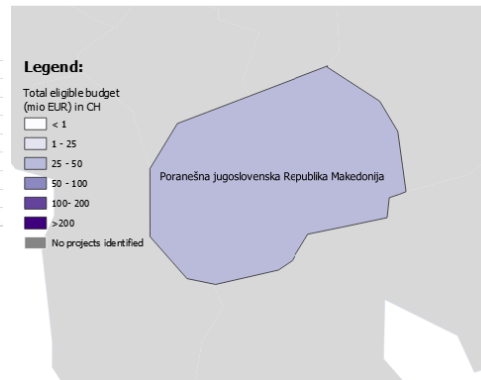 Legend:
Total eligible budget
(mio EUR) in CH
< 1
1 - 25
25 - 50
50 - 100
100- 200
>200
No projects identified
Poranešna jugoslovenska Republika Makedonija